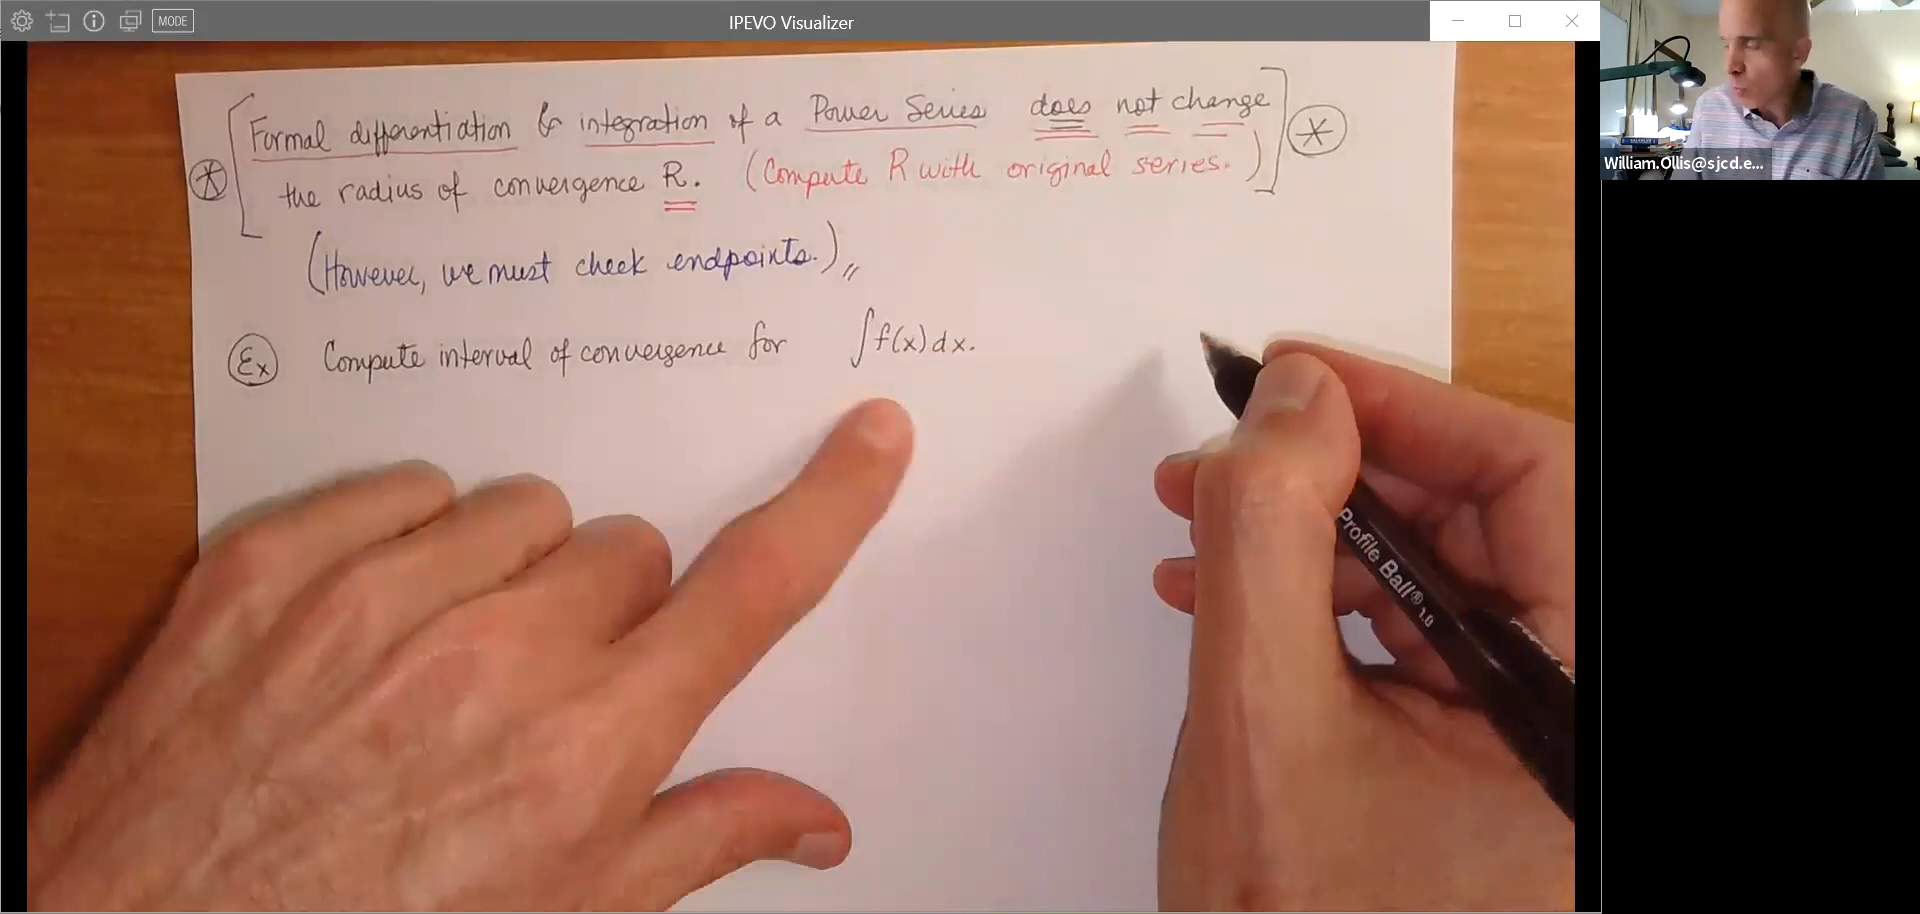 MODE
IPEVO Visualizer
William.Ollis@sjcd.e...
Formal differentiation & integration of a Power Series does not change
the radius of convergence R. (Compute R with original series.)
(However, we must check endpoints.)
Ex Compute interval of convergence for ∫f(x)dx.
Profile Ball® 1.0